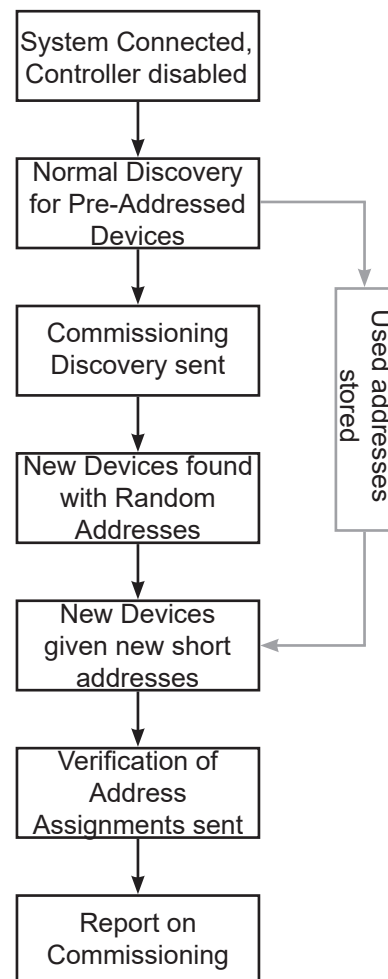 System Connected,
Controller disabled
Normal Discovery
for Pre-Addressed
Devices
Used addresses
stored
Commissioning
Discovery sent
New Devices found
with Random
Addresses
New Devices
given new short
addresses
Verification of
Address
Assignments sent
Report on
Commissioning